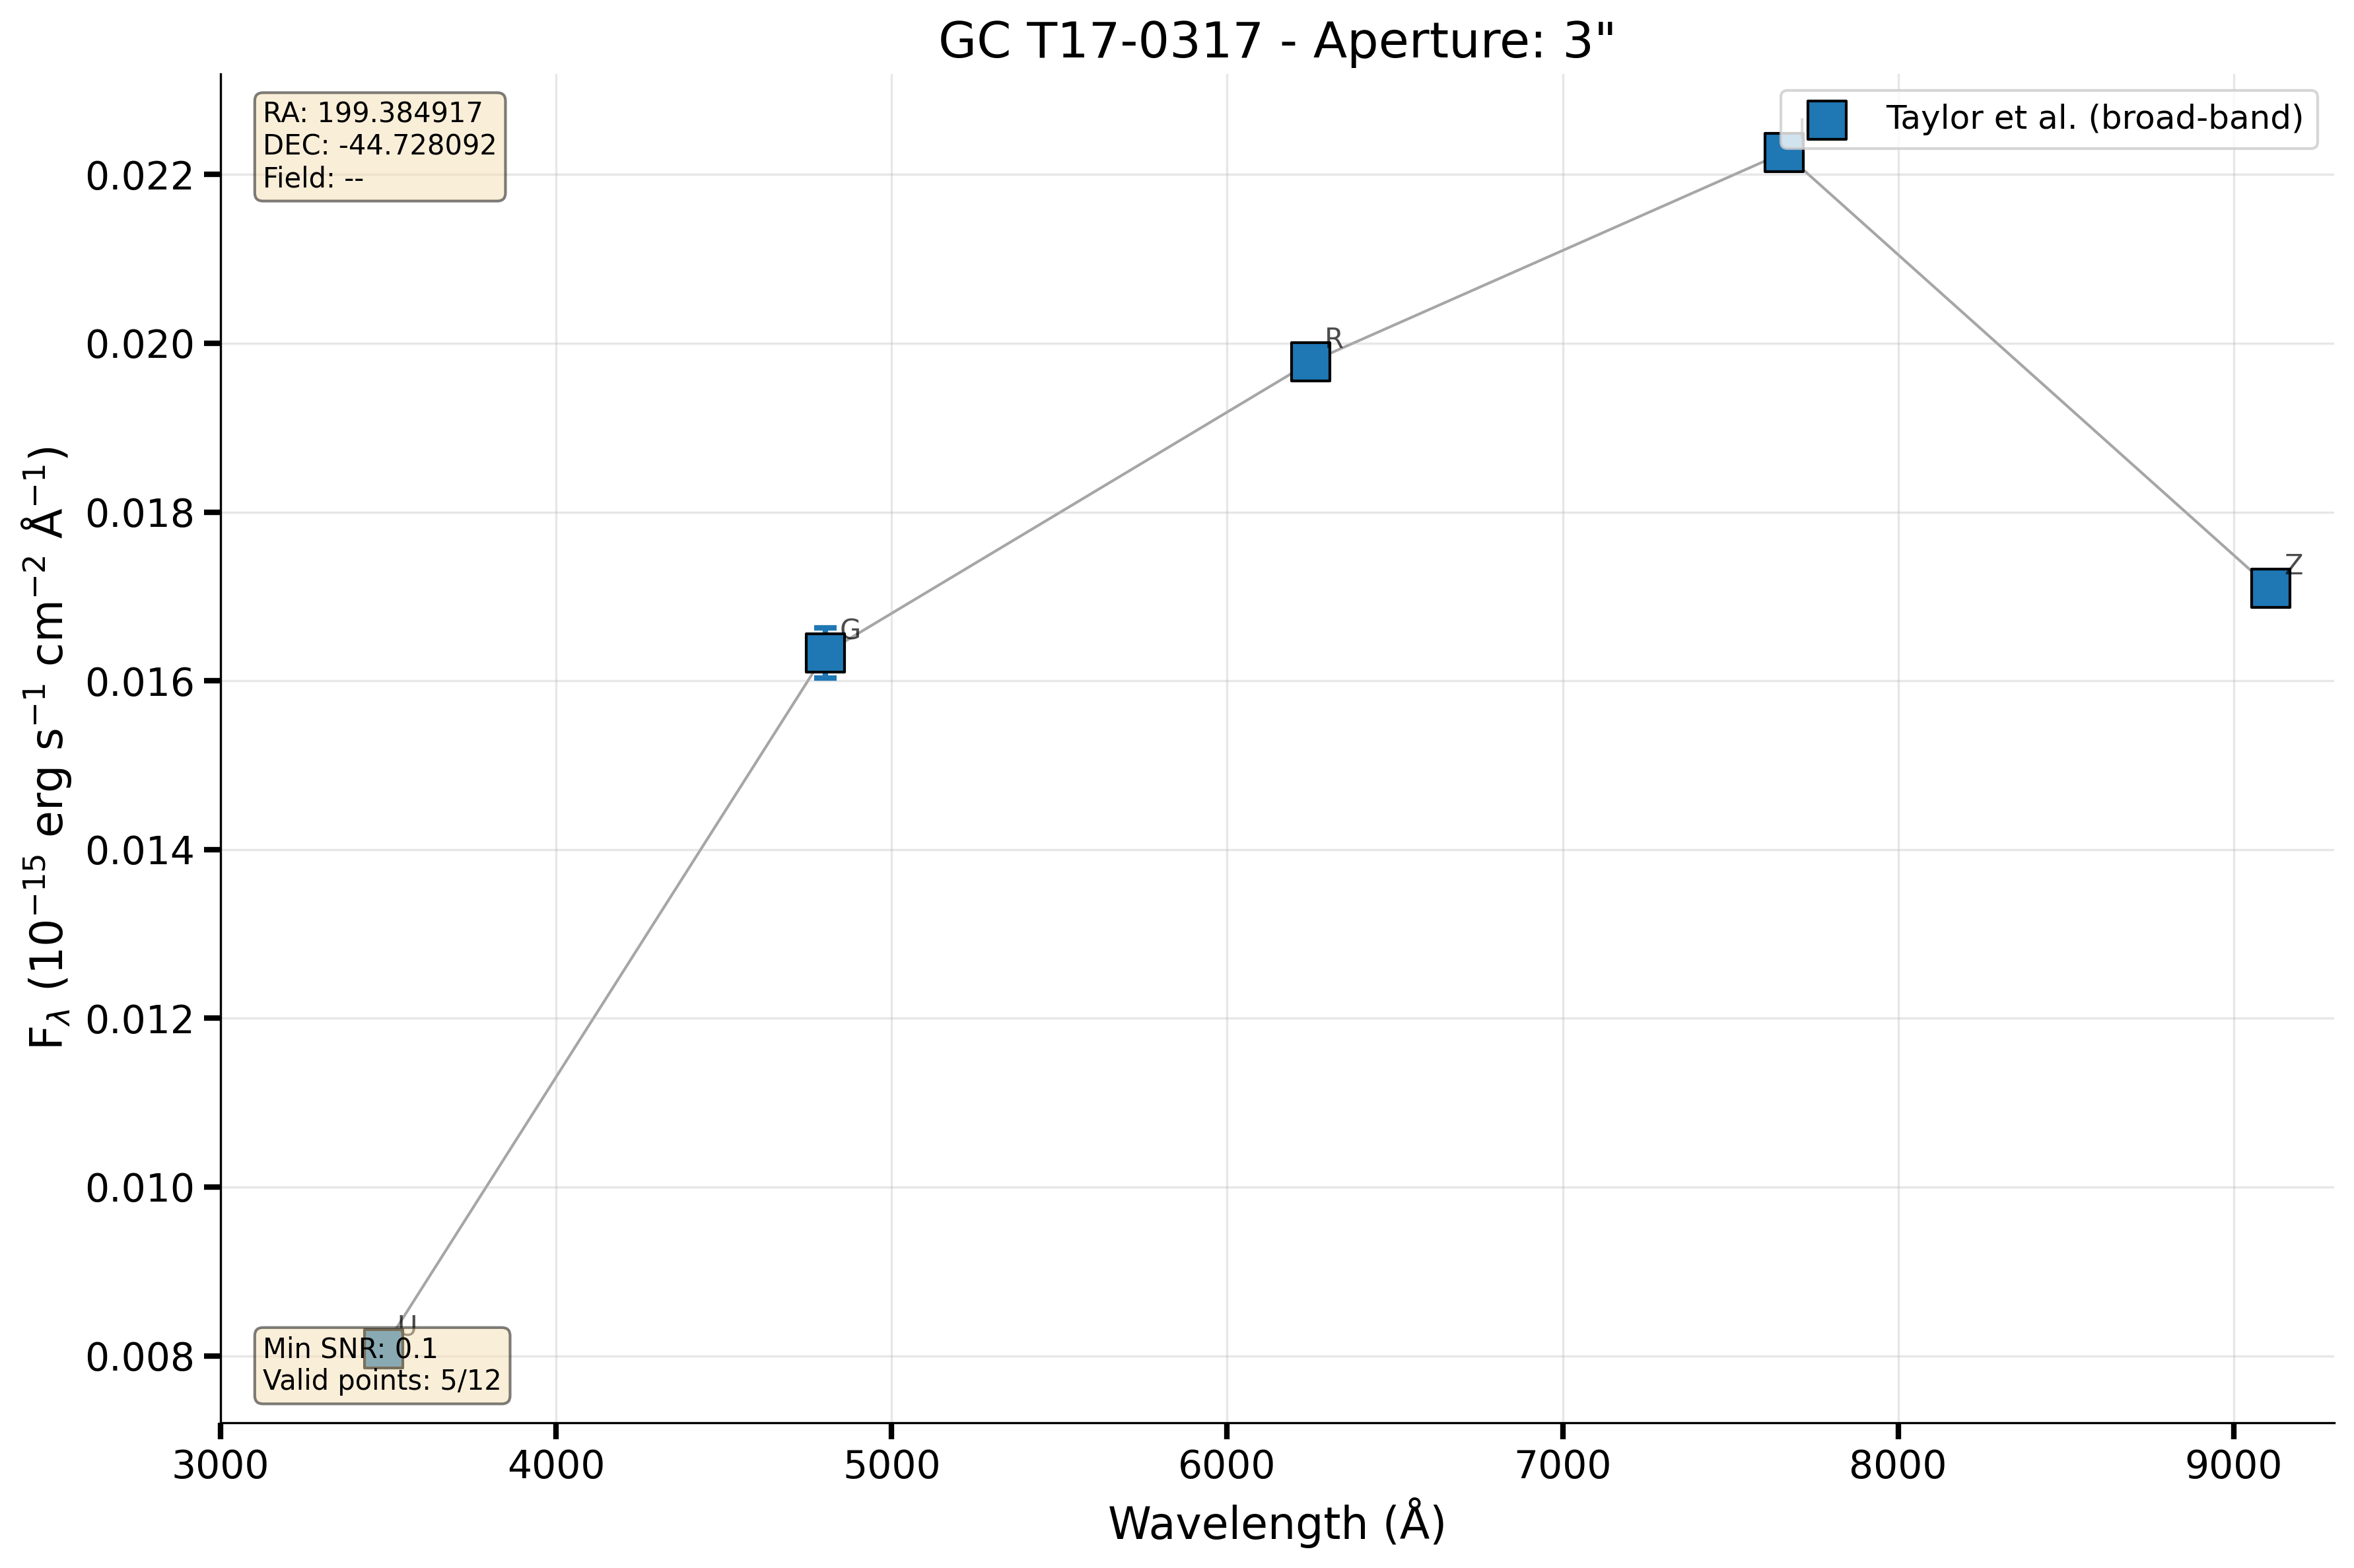 GC T17-0317 - Aperture: 3"
RA: 199.384917
DEC: -44.728092
Field: --
Taylor et al. (broad-band)
I
R
G
Z
U
Min SNR: 0.1
Valid points: 5/12
0.022
0.020
0.018
0.016
0.014
0.012
0.010
0.008
F_λ (10⁻¹⁵ erg s⁻¹ cm⁻² Å⁻¹)
3000 4000 5000 6000 7000 8000 9000
Wavelength (Å)